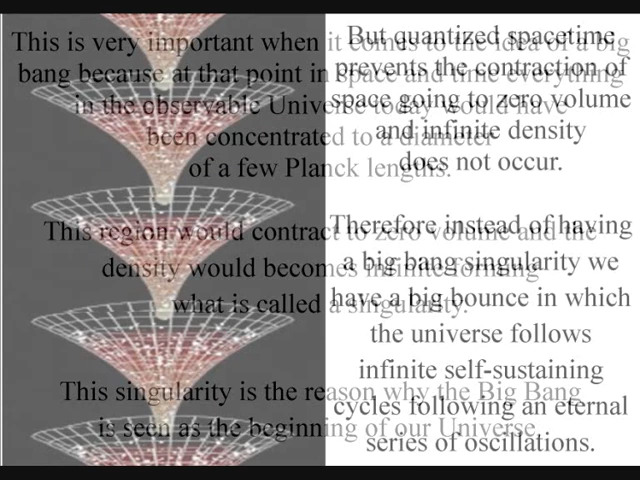 This is very important when it comes to the idea of a big
bang because at that point in space and time everything
in the observable Universe today would have
been concentrated to a diameter
of a few Planck lengths.
This region would contract to zero volume and the
density would become infinite forming
what is called a singularity.
This singularity is the reason why the Big Bang
is seen as the beginning of our Universe.
But quantized spacetime
prevents the contraction of
space going to zero volume
and infinite density
does not occur.
Therefore instead of having
a big bang singularity we
have a big bounce in which
the universe follows
infinite self-sustaining
cycles following an eternal
series of oscillations.